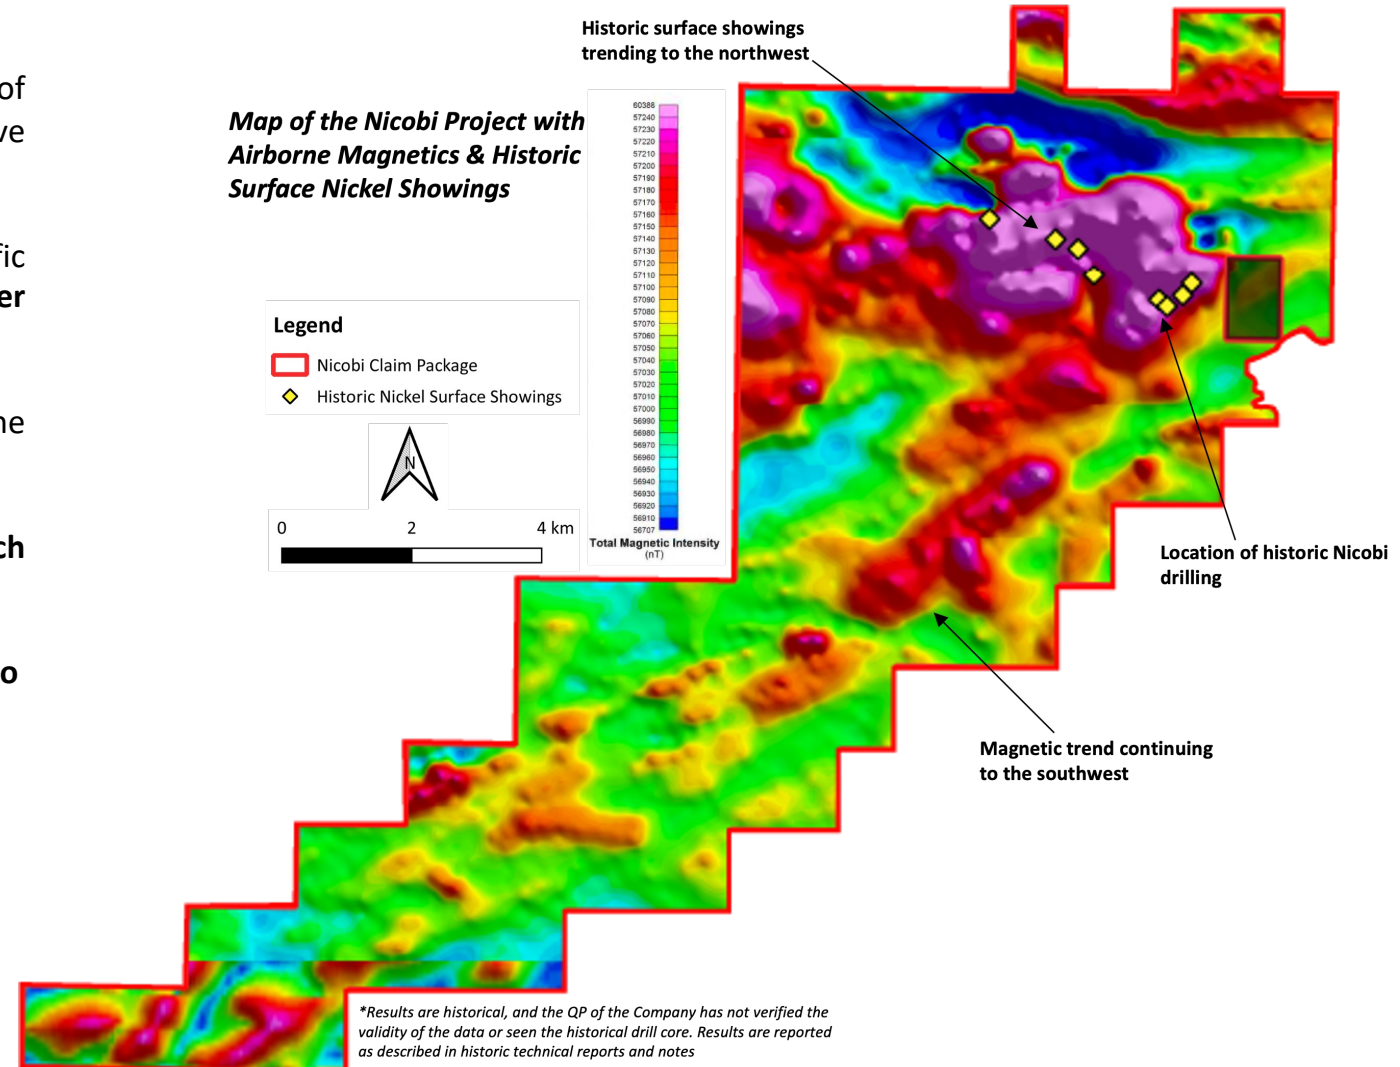 of
ve
fic
er
ne
ch
o
Historic surface showings
trending to the northwest
Map of the Nicobi Project with
Airborne Magnetics & Historic
Surface Nickel Showings
Legend
Nicobi Claim Package
Historic Nickel Surface Showings
N
0 2 4 km
60388
57240
57230
57220
57210
57200
57190
57180
57170
57160
57150
57140
57130
57120
57110
57100
57090
57080
57070
57060
57050
57040
57030
57020
57010
57000
56990
56980
56970
56960
56950
56940
56930
56920
56910
56707
Total Magnetic Intensity
(nT)
Location of historic Nicobi
drilling
Magnetic trend continuing
to the southwest
*Results are historical, and the QP of the Company has not verified the
validity of the data or seen the historical drill core. Results are reported
as described in historic technical reports and notes